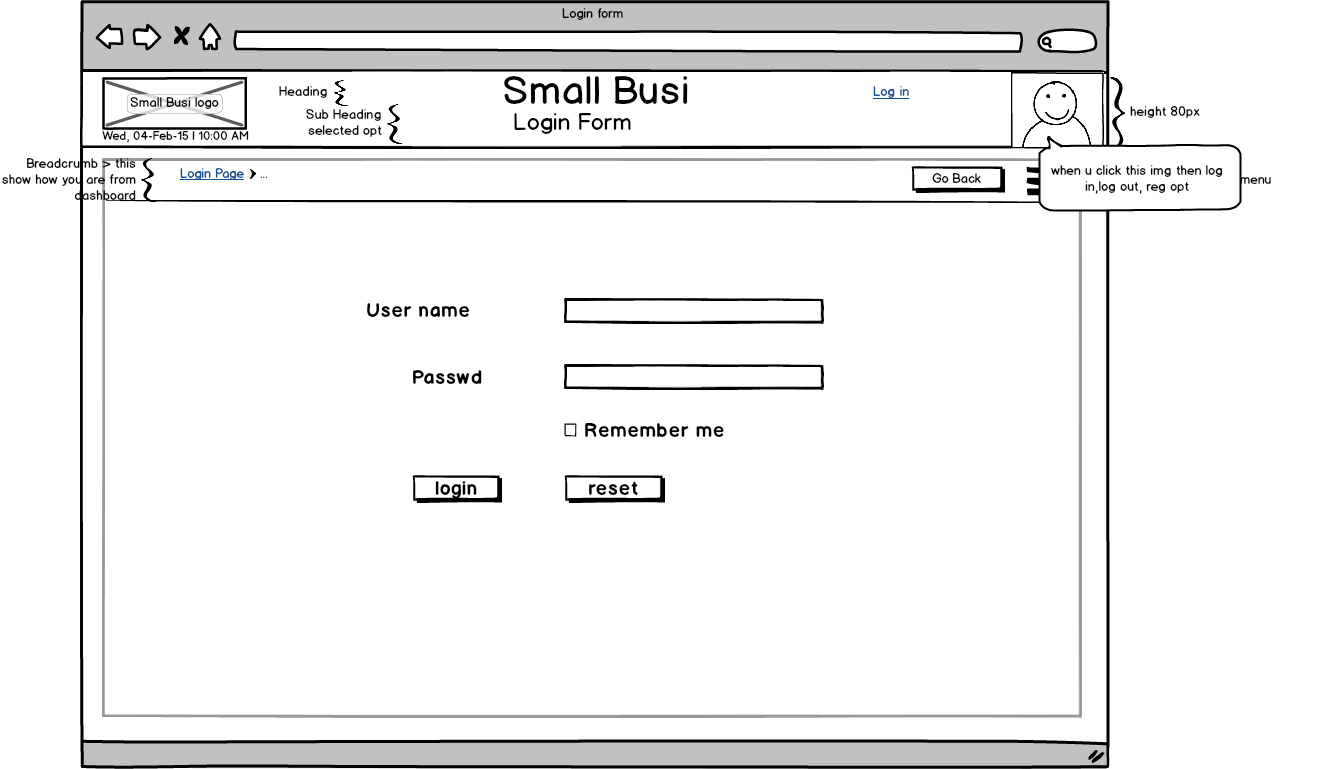 Login form
Small Busi logo
Wed, 04-Feb-15 | 10:00 AM
Heading
Sub Heading
selected opt
Small Busi
Login Form
Log in
height 80px
Breadcrumb > this
show how you are from
dashboard
Login Page > ...
Go Back
when u click this img then log
in,log out, reg opt
menu
User name
Passwd
Remember me
login
reset